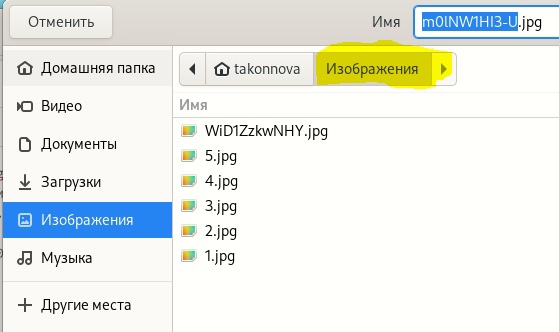 Отменить
Имя m0lNW1HI3-U.jpg
Домашняя папка
Видео
Документы
Загрузки
Изображения
Музыка
Другие места
takonnova Изображения
Имя
WiD1ZzkwNHY.jpg
5.jpg
4.jpg
3.jpg
2.jpg
1.jpg